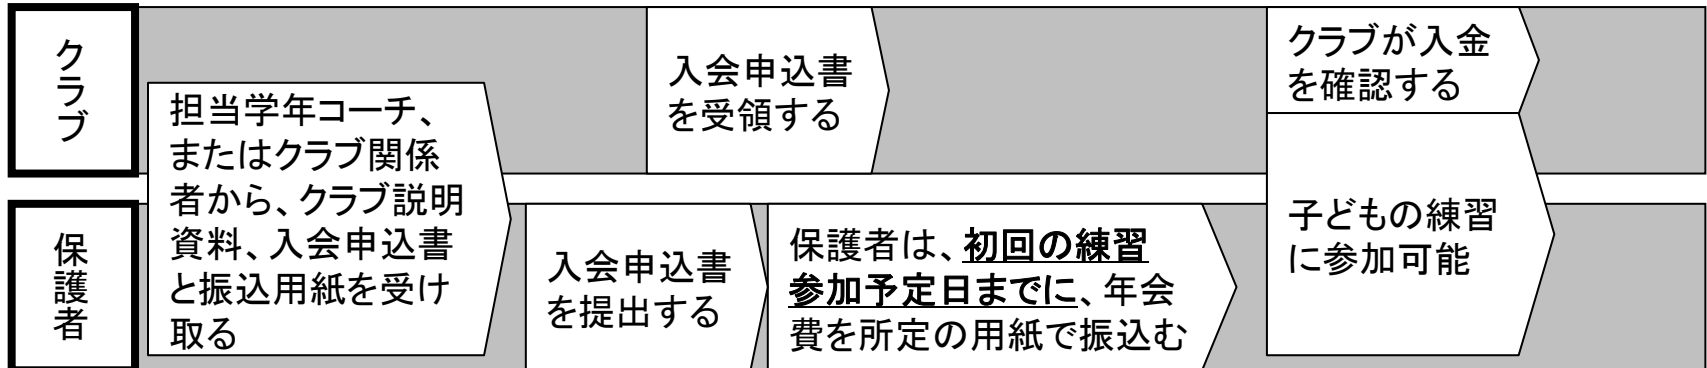 クラブ
担当学年コーチ、
またはクラブ関係
者から、クラブ説明
資料、入会申込書
と振込用紙を受け
取る
入会申込書
を受領する
クラブが入金
を確認する
保護者
入会申込書
を提出する
保護者は、初回の練習
参加予定日までに、年会
費を所定の用紙で振込む
子どもの練習
に参加可能